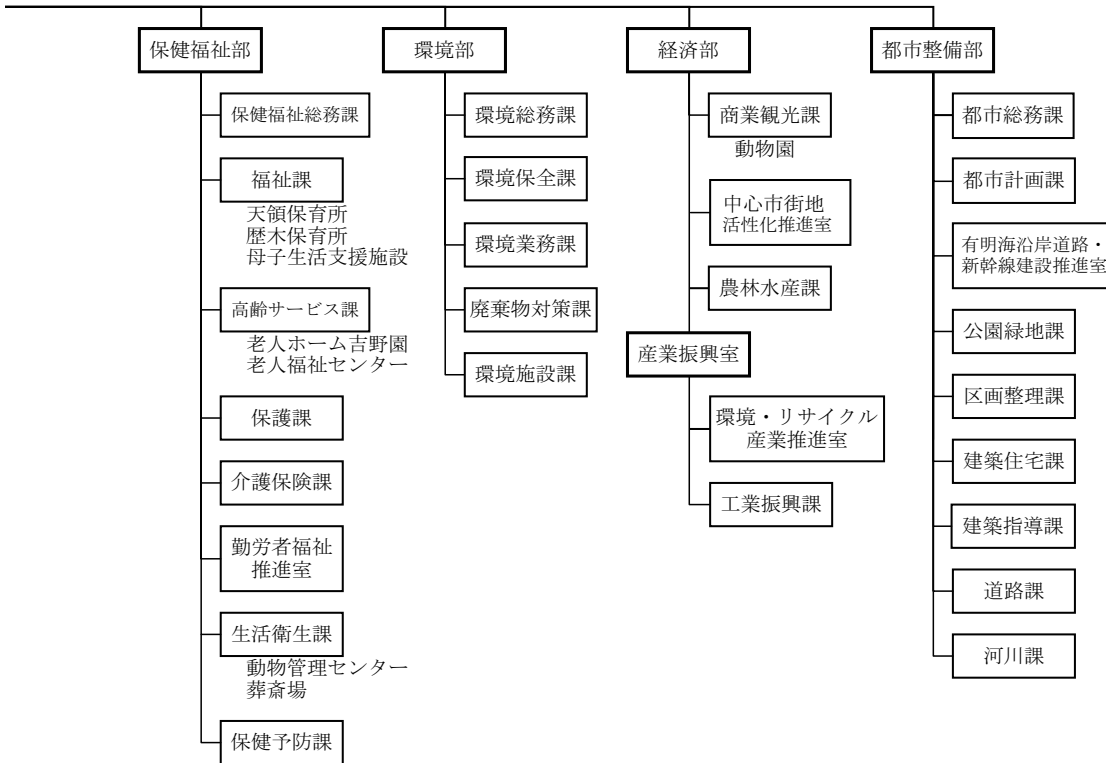 保健福祉部
保健福祉総務課
福祉課
天領保育所
歴木保育所
母子生活支援施設
高齢サービス課
老人ホーム吉野園
老人福祉センター
保護課
介護保険課
勤労者福祉
推進室
生活衛生課
動物管理センター
葬斎場
保健予防課
環境部
環境総務課
環境保全課
環境業務課
廃棄物対策課
環境施設課
経済部
商業観光課
動物園
中心市街地
活性化推進室
農林水産課
産業振興室
環境・リサイクル
産業推進室
工業振興課
都市整備部
都市総務課
都市計画課
有明海沿岸道路・
新幹線建設推進室
公園緑地課
区画整理課
建築住宅課
建築指導課
道路課
河川課